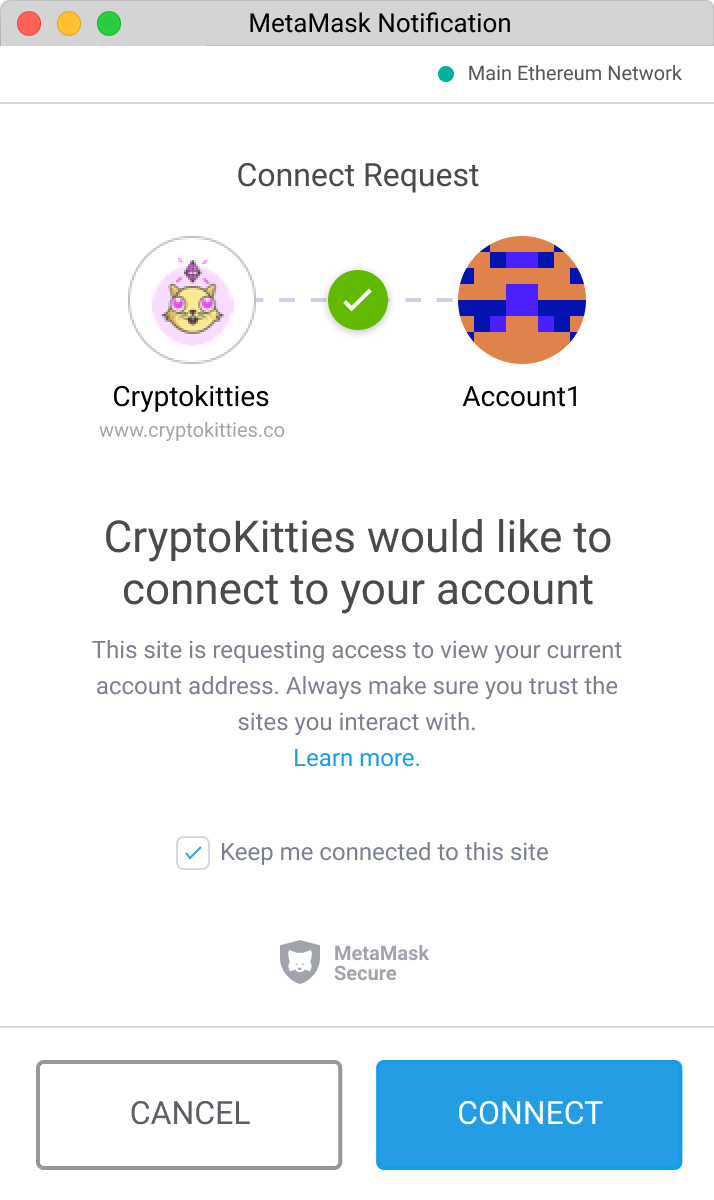 MetaMask Notification
Main Ethereum Network
Connect Request
Cryptokitties
www.cryptokitties.co
Account1
CryptoKitties would like to
connect to your account
This site is requesting access to view your current
account address. Always make sure you trust the
sites you interact with.
Learn more.
Keep me connected to this site
MetaMask
Secure
CANCEL
CONNECT